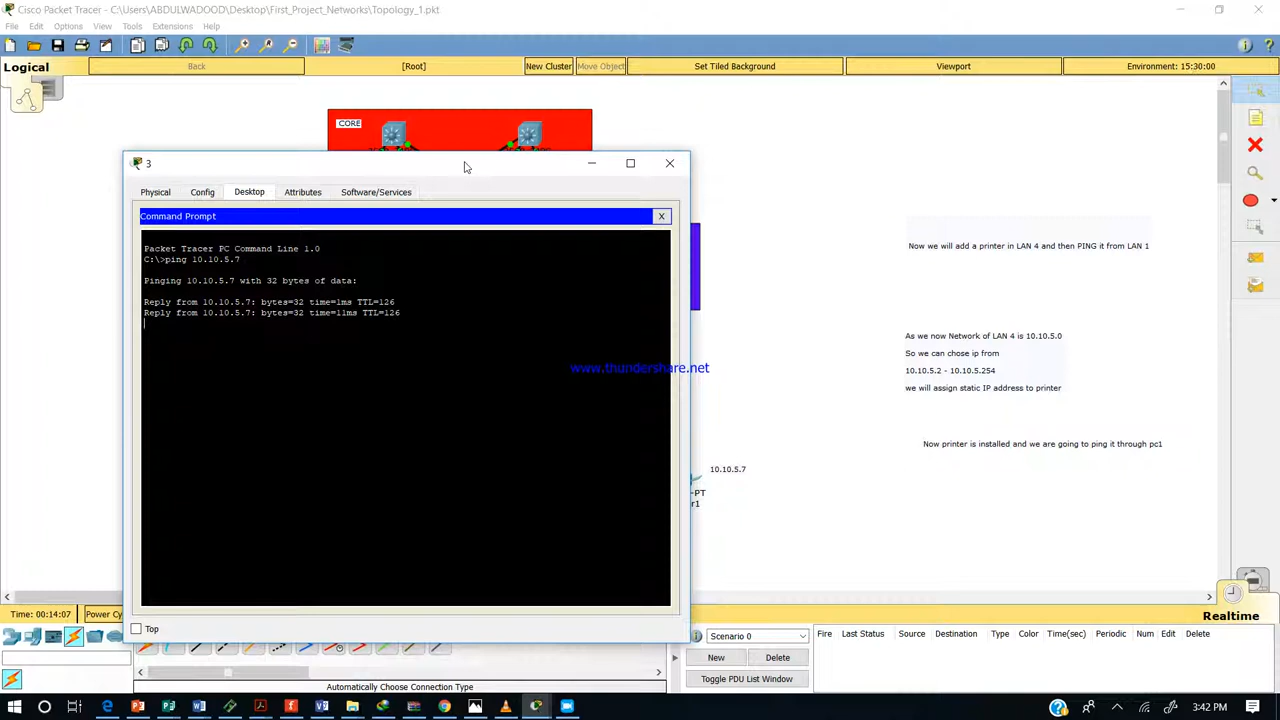 Cisco Packet Tracer - C:\Users\ABDULWADOOD\Desktop\First_Project_Networks\Topology_1.pkt
File Edit Options View Tools Extensions Help
Logical Back [Root] New Cluster Move Object Set Tiled Background Viewport Environment: 15:30:00
CORE
3
Physical Config Desktop Attributes Software/Services
Command Prompt X
Packet Tracer PC Command Line 1.0
C:\>ping 10.10.5.7
Pinging 10.10.5.7 with 32 bytes of data:
Reply from 10.10.5.7: bytes=32 time=1ms TTL=126
Reply from 10.10.5.7: bytes=32 time=11ms TTL=126
www.thundershare.net
Now we will add a printer in LAN 4 and then PING it from LAN 1
As we now Network of LAN 4 is 10.10.5.0
So we can chose ip from
10.10.5.2 - 10.10.5.254
we will assign static IP address to printer
Now printer is installed and we are going to ping it through pc1
10.10.5.7
-PT
r1
Time: 00:14:07 Power Cy
Realtime
Top
Scenario 0
New Delete
Toggle PDU List Window
Fire Last Status Source Destination Type Color Time(sec) Periodic Num Edit Delete
Automatically Choose Connection Type
3:42 PM